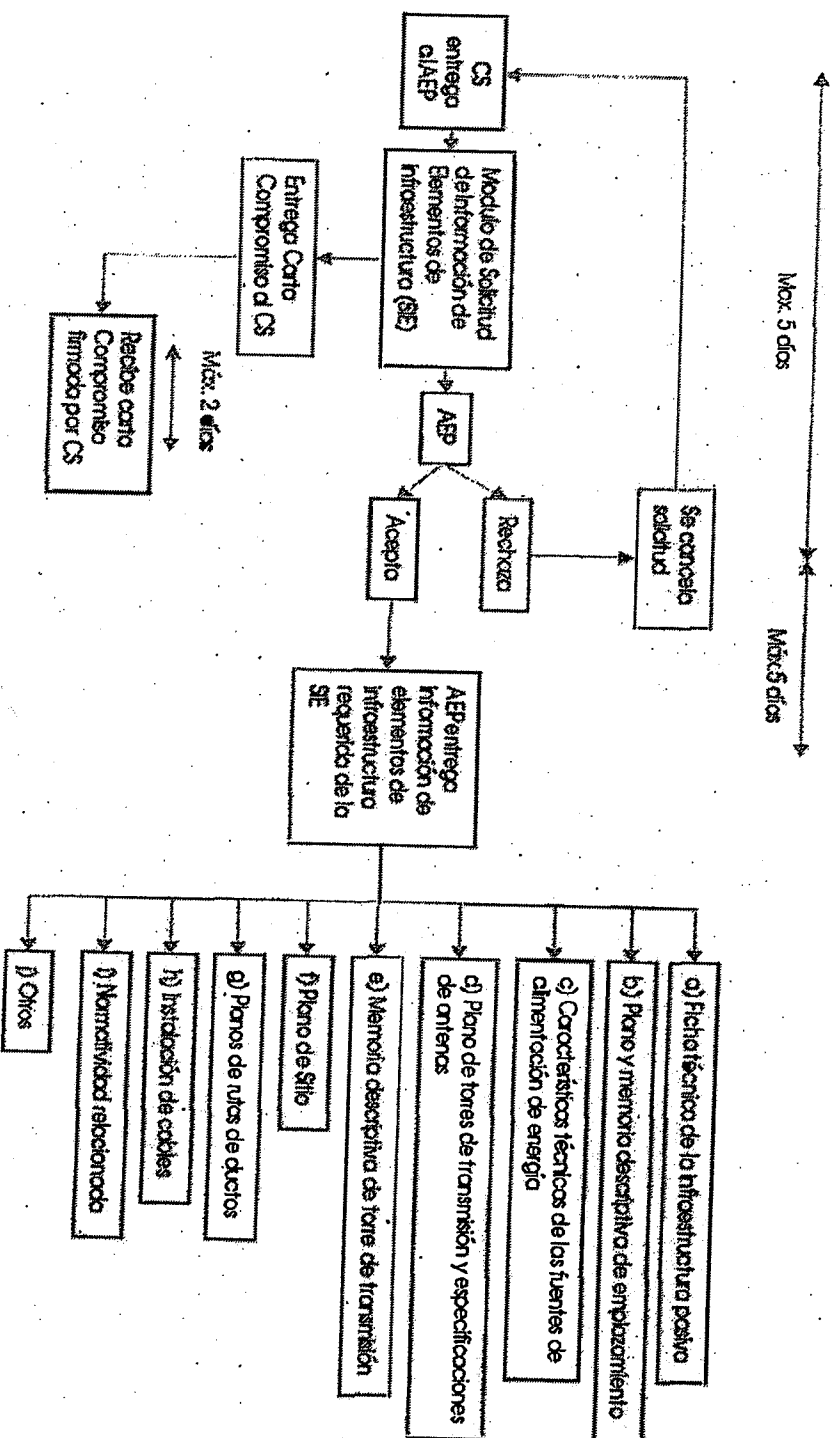 Max. 5 días
Máx.5 días
CS
entrega
al AEP
Modulo de Solicitud
de Información de
Elementos de
Infraestructura (SIE)
Entrega Carta
Compromiso al CS
Máx. 2 días
Recibe carta
Compromiso
firmada por CS
AEP
Rechaza
Acepta
Se cancela
solicitud
AEP entrega
Información de
elementos de
infraestructura
requerida de la
SIE
a) Ficha técnica de la infraestructura pasiva
b) Plano y memoria descriptiva de emplazamiento
c) Características técnicas de las fuentes de
alimentación de energía
d) Plano de torres de transmisión y especificaciones
de antenas
e) Memoria descriptiva de torre de transmisión
f) Plano de Sitio
g) Planos de rutas de ductos
h) Instalación de cables
i) Normatividad relacionada
j) Otros